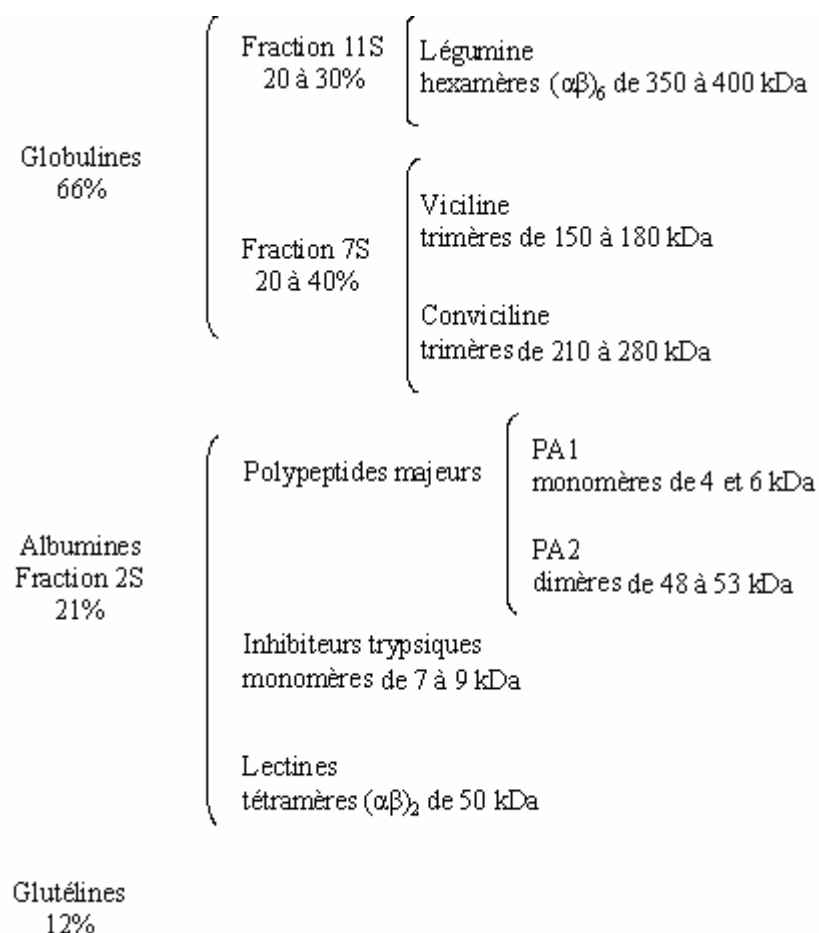 Globulines
66%
Fraction 11S
20 à 30%
Légumine
hexamères (αβ)₆ de 350 à 400 kDa
Fraction 7S
20 à 40%
Viciline
trimères de 150 à 180 kDa
Conviciline
trimères de 210 à 280 kDa
Albumines
Fraction 2S
21%
Polypeptides majeurs
PA1
monomères de 4 et 6 kDa
PA2
dimères de 48 à 53 kDa
Inhibiteurs trypsiques
monomères de 7 à 9 kDa
Lectines
tétramères (αβ)₂ de 50 kDa
Glutélines
12%